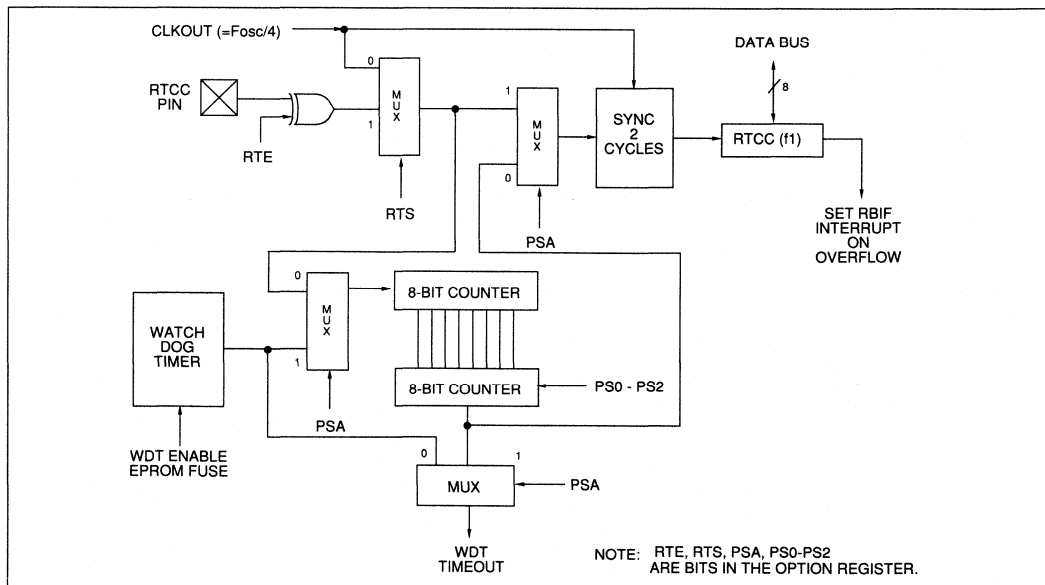 CLKOUT (=Fosc/4)
DATA BUS
8
0
MUX
1
RTCC
PIN
RTE
RTS
1
MUX
0
PSA
SYNC
2
CYCLES
RTCC (f1)
SET RBIF
INTERRUPT
ON
OVERFLOW
0
MUX
1
PSA
8-BIT COUNTER
WATCH
DOG
TIMER
8-BIT COUNTER
PS0 - PS2
WDT ENABLE
EPROM FUSE
0
1
MUX
PSA
WDT
TIMEOUT
NOTE: RTE, RTS, PSA, PS0-PS2
ARE BITS IN THE OPTION REGISTER.